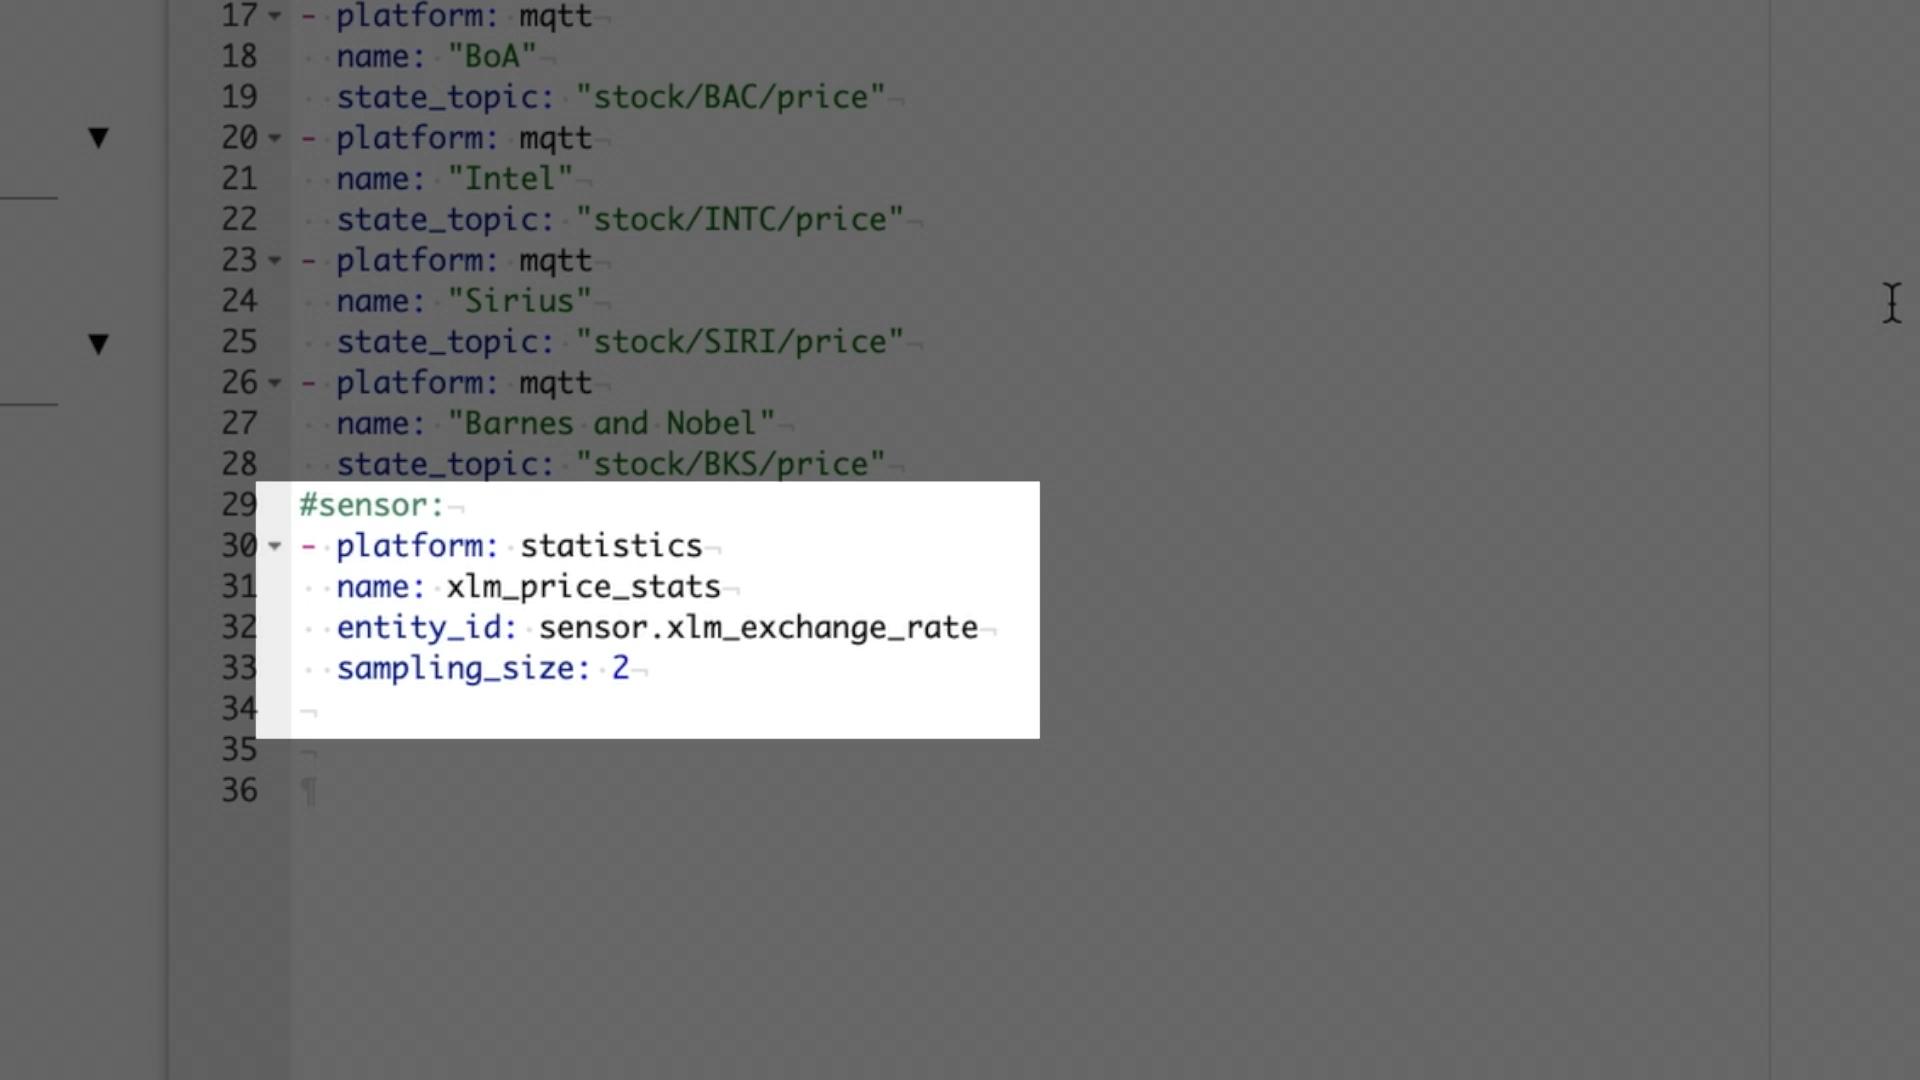 17 - platform: mqtt
18 name: "BoA"
19 state_topic: "stock/BAC/price"
20 - platform: mqtt
21 name: "Intel"
22 state_topic: "stock/INTC/price"
23 - platform: mqtt
24 name: "Sirius"
25 state_topic: "stock/SIRI/price"
26 - platform: mqtt
27 name: "Barnes and Nobel"
28 state_topic: "stock/BKS/price"
29 #sensor:
30 - platform: statistics
31 name: xlm_price_stats
32 entity_id: sensor.xlm_exchange_rate
33 sampling_size: 2
34
35
36